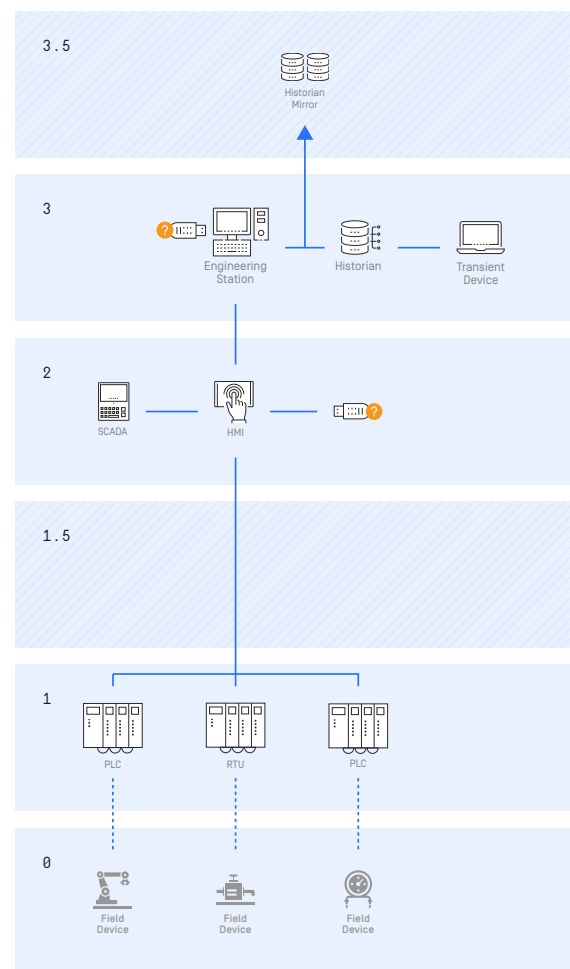 3.5
Historian
Mirror
3
?
Engineering
Station
Historian
Transient
Device
2
?
SCADA
HMI
1.5
1
PLC
RTU
PLC
0
Field
Device
Field
Device
Field
Device